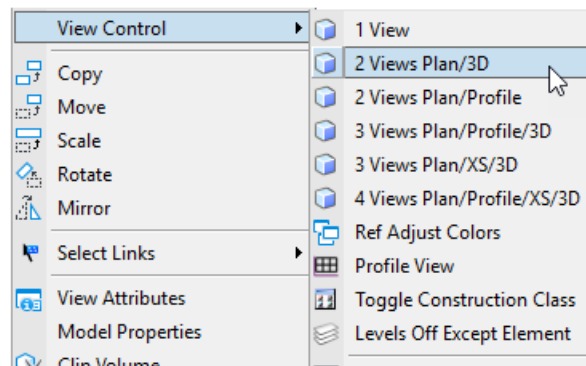 View Control
Copy
Move
Scale
Rotate
Mirror
Select Links
View Attributes
Model Properties
Clip Volume
1 View
2 Views Plan/3D
2 Views Plan/Profile
3 Views Plan/Profile/3D
3 Views Plan/XS/3D
4 Views Plan/Profile/XS/3D
Ref Adjust Colors
Profile View
Toggle Construction Class
Levels Off Except Element